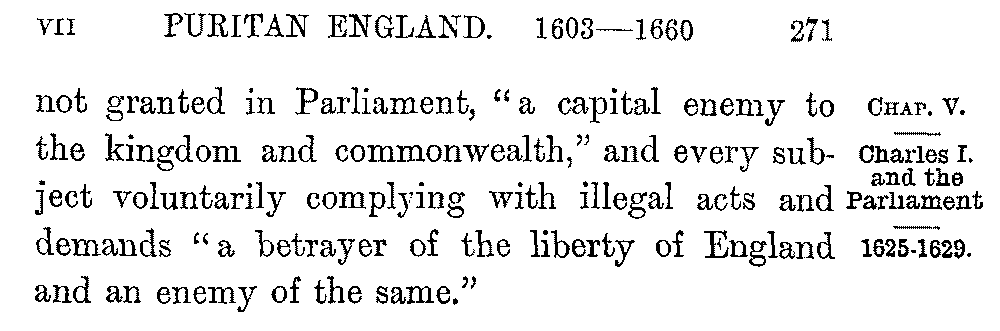 VII PURITAN ENGLAND. 1603—1660 271
not granted in Parliament, “a capital enemy to
the kingdom and commonwealth,” and every sub-
ject voluntarily complying with illegal acts and
demands “a betrayer of the liberty of England
and an enemy of the same.”
CHAP. V.
Charles I.
and the
Parliament
1625-1629.